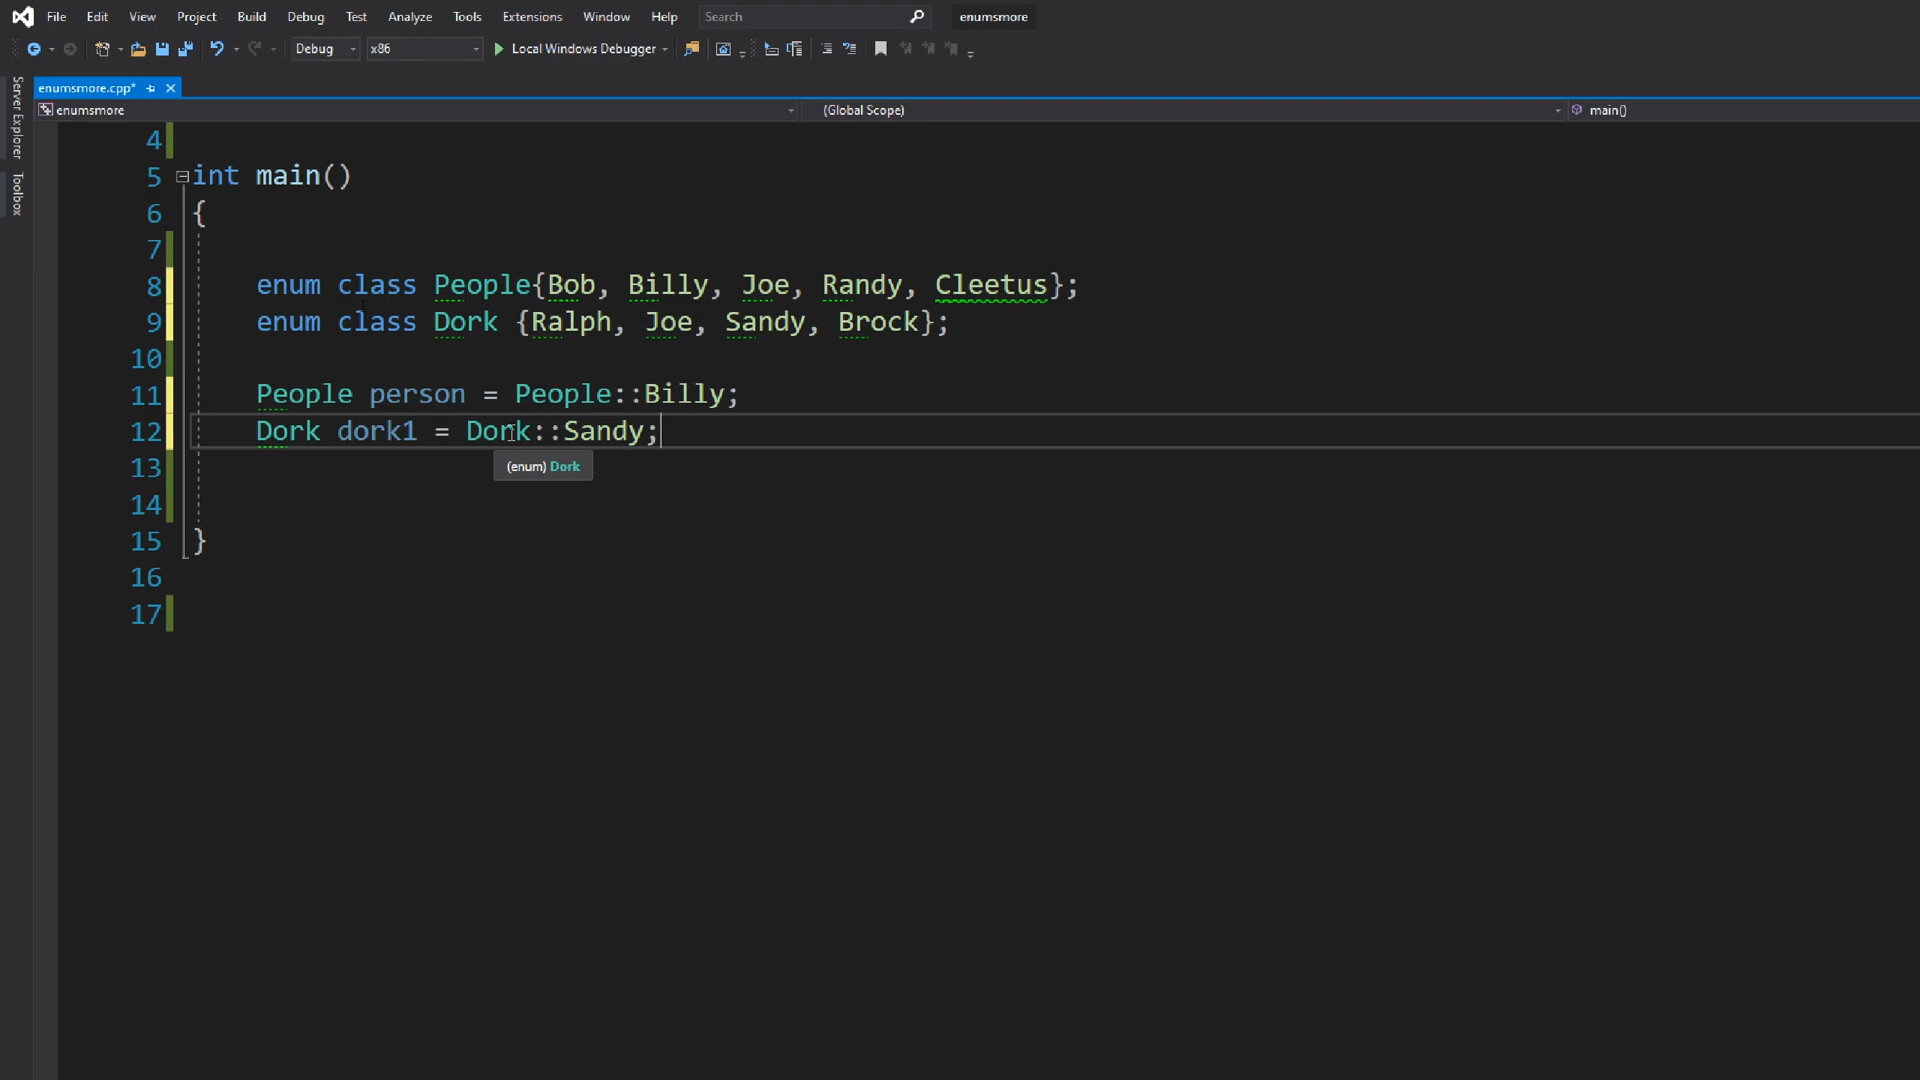 File Edit View Project Build Debug Test Analyze Tools Extensions Window Help Search enumsmore
Debug x86 Local Windows Debugger
Server Explorer
Toolbox
enumsmore.cpp*
enumsmore (Global Scope) main()
4
5 int main()
6 {
7
8 enum class People{Bob, Billy, Joe, Randy, Cleetus};
9 enum class Dork {Ralph, Joe, Sandy, Brock};
10
11 People person = People::Billy;
12 Dork dork1 = Dork::Sandy;
(enum) Dork
13
14
15 }
16
17